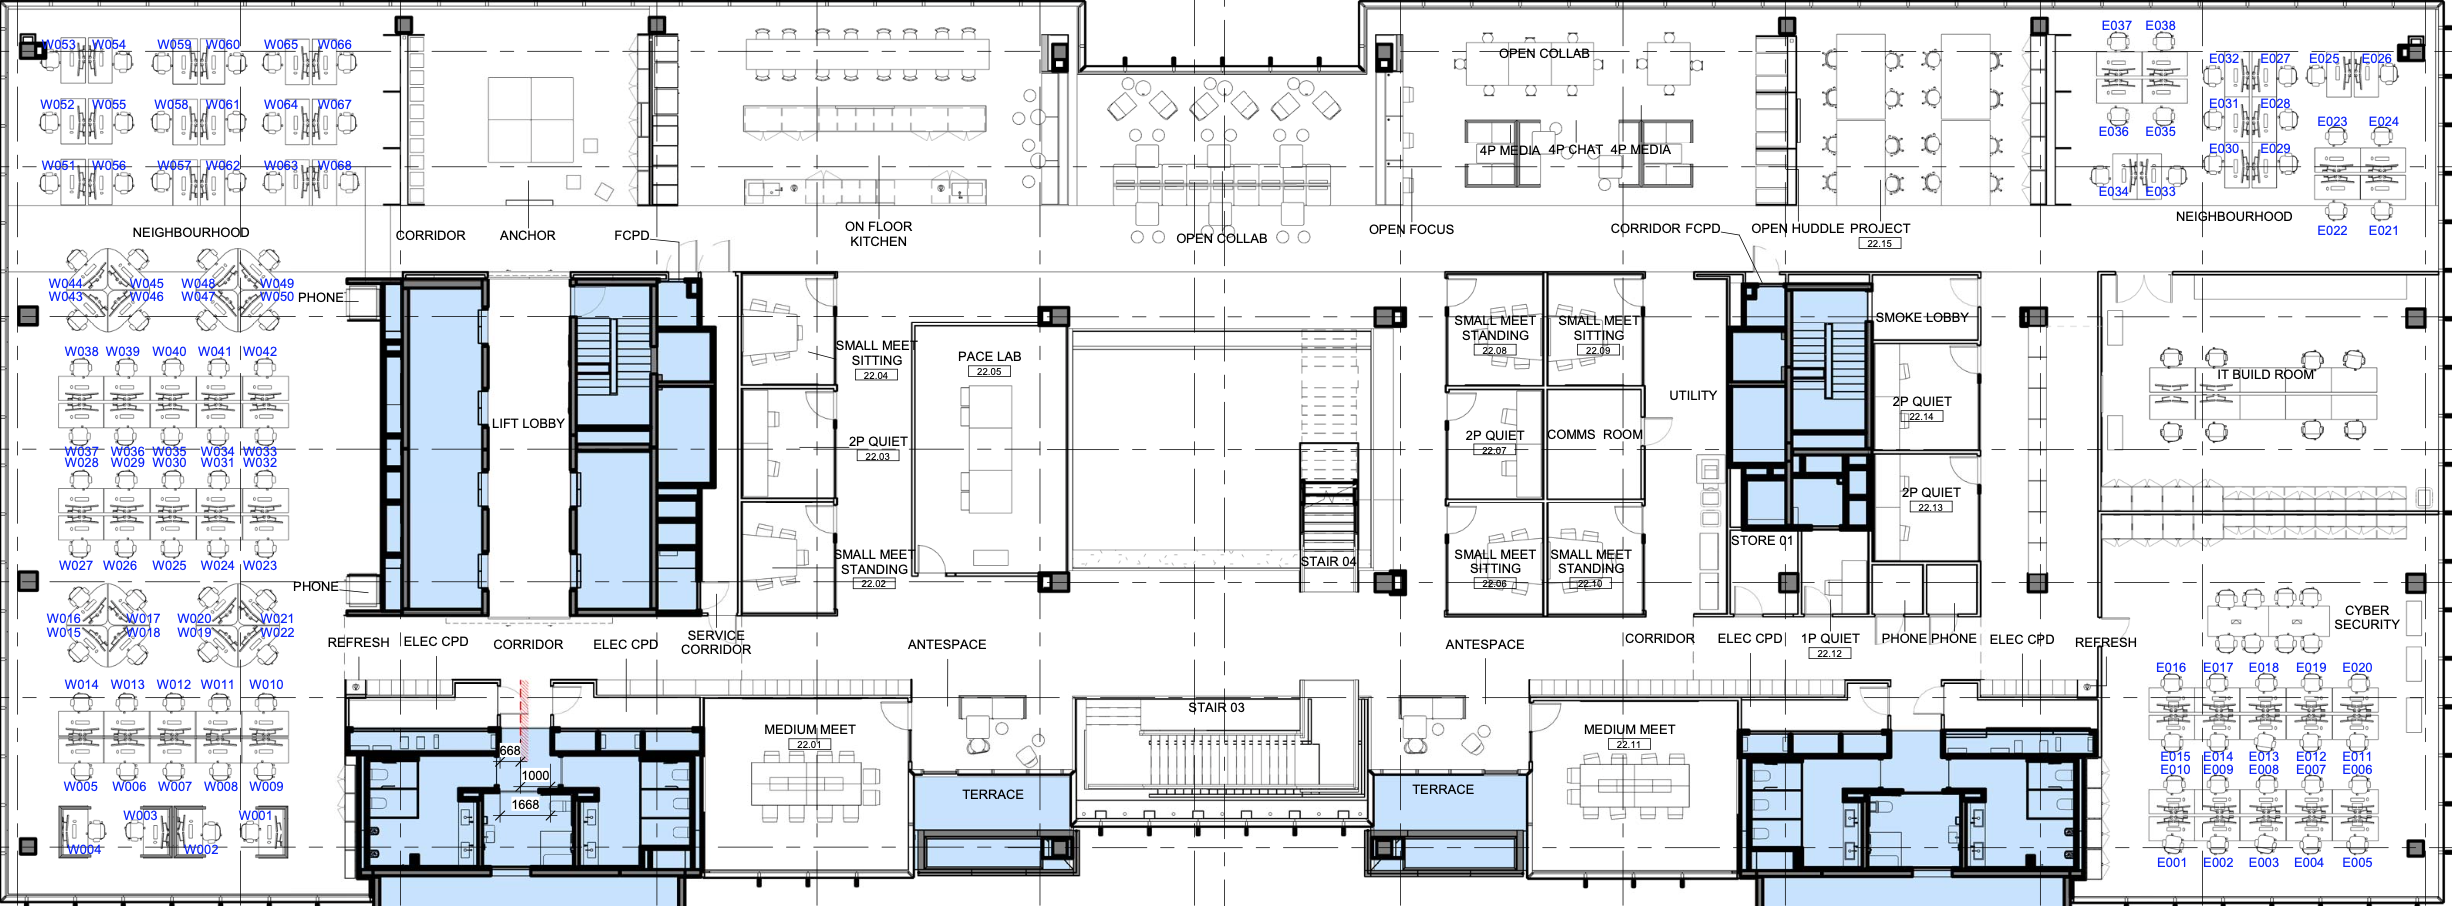 W053 W054 W059 W060 W065 W066
W052 W055 W058 W061 W064 W067
W051 W056 W057 W062 W063 W068
NEIGHBOURHOOD
CORRIDOR
ANCHOR
FCPD
ON FLOOR
KITCHEN
OPEN COLLAB
OPEN FOCUS
OPEN COLLAB
4P MEDIA 4P CHAT 4P MEDIA
CORRIDOR FCPD
OPEN HUDDLE
PROJECT
22.15
E037 E038
E032 E027 E025 E026
E031 E028
E036 E035
E023 E024
E030 E029
E034 E033
NEIGHBOURHOOD
E022 E021
W044 W045 W048 W049
W043 W046 W047 W050
PHONE
W038 W039 W040 W041 W042
W037 W036 W035 W034 W033
W028 W029 W030 W031 W032
W027 W026 W025 W024 W023
PHONE
W016 W017 W020 W021
W015 W018 W019 W022
LIFT LOBBY
SMALL MEET
SITTING
22.04
2P QUIET
22.03
SMALL MEET
STANDING
22.02
PACE LAB
22.05
STAIR 04
SMALL MEET
STANDING
22.08
SMALL MEET
SITTING
22.09
2P QUIET
22.07
COMMS ROOM
SMALL MEET
SITTING
22.06
SMALL MEET
STANDING
22.10
UTILITY
SMOKE LOBBY
2P QUIET
22.14
2P QUIET
22.13
STORE 01
IT BUILD ROOM
CYBER
SECURITY
REFRESH
ELEC CPD
CORRIDOR
ELEC CPD
SERVICE
CORRIDOR
ANTESPACE
ANTESPACE
CORRIDOR
ELEC CPD
1P QUIET
22.12
PHONE
PHONE
ELEC CPD
REFRESH
W014 W013 W012 W011 W010
W005 W006 W007 W008 W009
W003 W001
W004 W002
668
1000
1668
MEDIUM MEET
22.01
TERRACE
STAIR 03
TERRACE
MEDIUM MEET
22.11
E016 E017 E018 E019 E020
E015 E014 E013 E012 E011
E010 E009 E008 E007 E006
E001 E002 E003 E004 E005